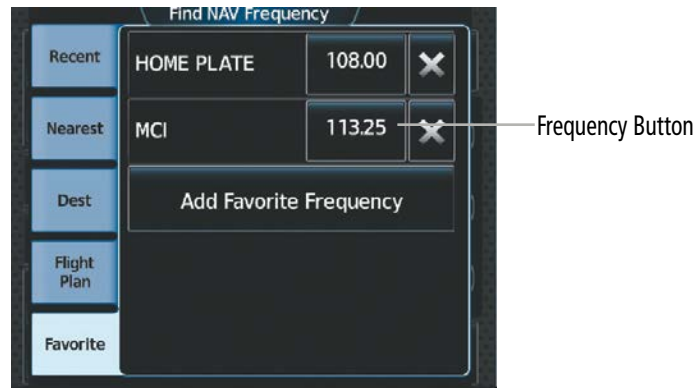 Find NAV Frequency
Recent
HOME PLATE 108.00
Nearest
MCI 113.25 Frequency Button
Dest
Add Favorite Frequency
Flight
Plan
Favorite